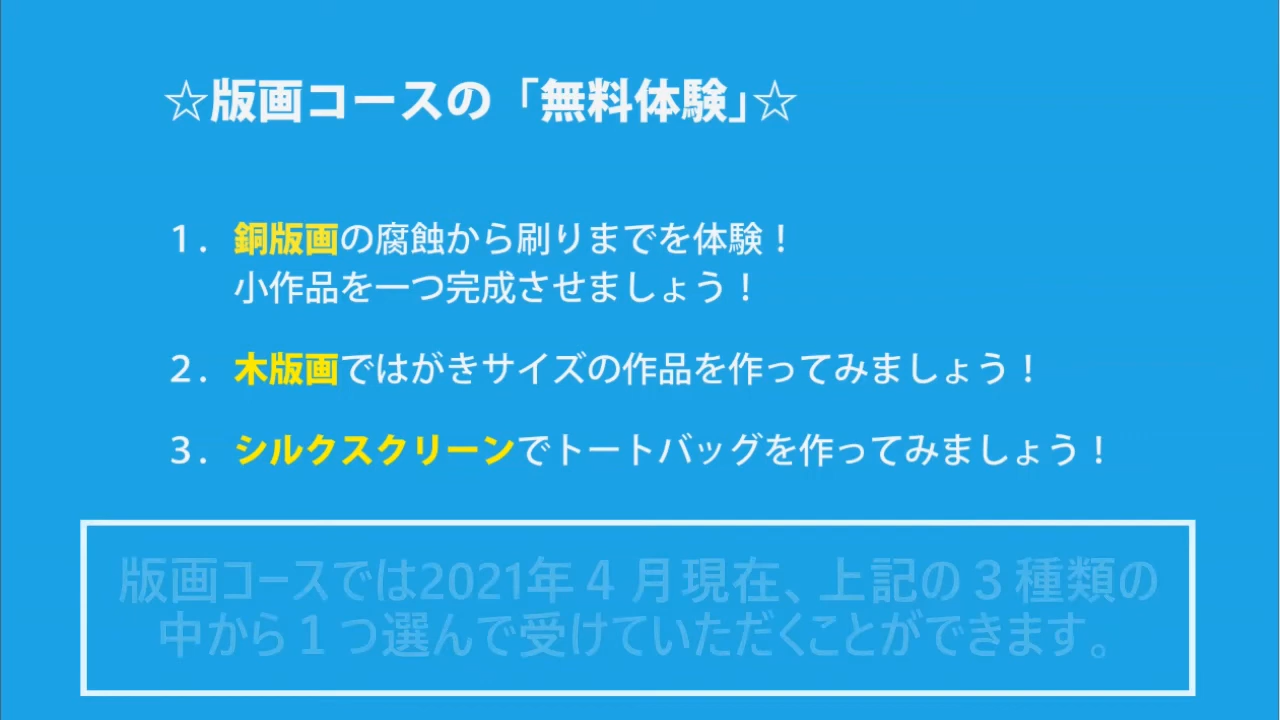 ☆版画コースの「無料体験」☆
１．銅版画の腐蝕から刷りまでを体験！
小作品を一つ完成させましょう！
２．木版画ではがきサイズの作品を作ってみましょう！
３．シルクスクリーンでトートバッグを作ってみましょう！
版画コースでは2021年４月現在、上記の３種類の
中から１つ選んで受けていただくことができます。